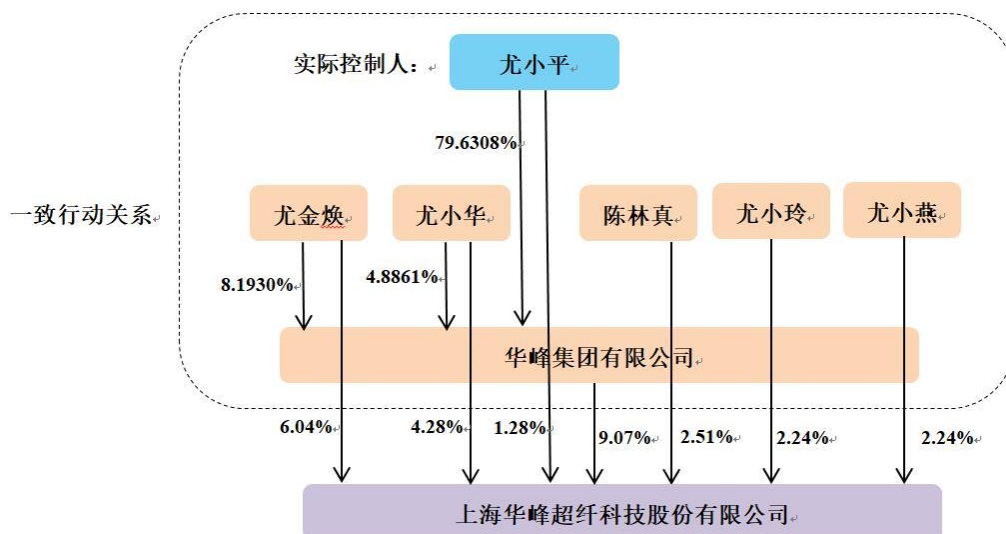 实际控制人：
尤小平
79.6308%
一致行动关系
尤金焕
尤小华
陈林真
尤小玲
尤小燕
8.1930%
4.8861%
华峰集团有限公司
6.04%
4.28%
1.28%
9.07%
2.51%
2.24%
2.24%
上海华峰超纤科技股份有限公司